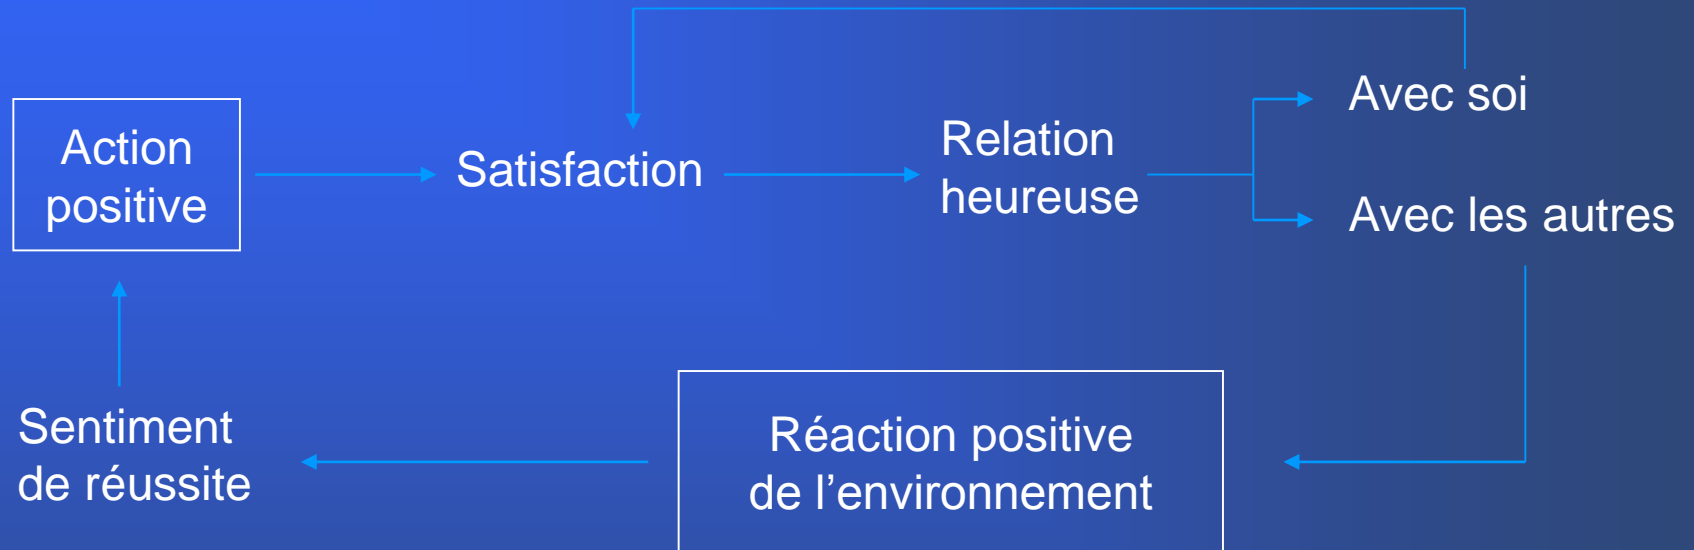 Action
positive
Satisfaction
Relation
heureuse
Avec soi
Avec les autres
Sentiment
de réussite
Réaction positive
de l’environnement